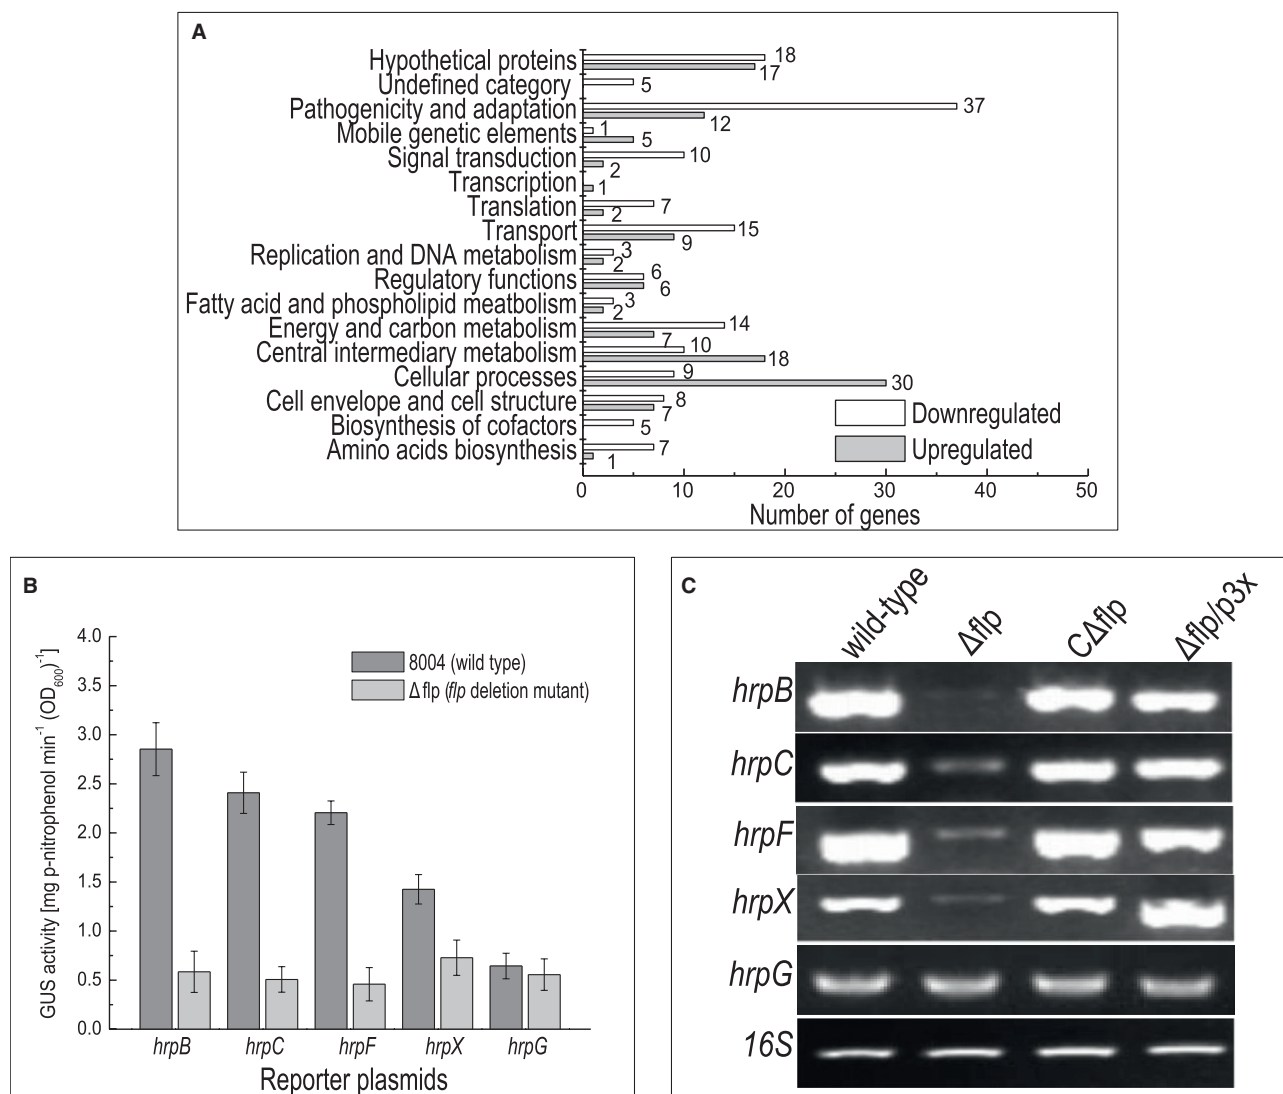 A
Hypothetical proteins 18
17
Undefined category 5
Pathogenicity and adaptation 37
12
Mobile genetic elements 1
5
Signal transduction 10
2
Transcription 1
Translation 7
2
Transport 15
9
Replication and DNA metabolism 3
2
Regulatory functions 6
6
Fatty acid and phospholipid meatbolism 3
2
Energy and carbon metabolism 14
7
Central intermediary metabolism 10
18
Cellular processes 9
30
Cell envelope and cell structure 8
7
Biosynthesis of cofactors 5
Amino acids biosynthesis 7
1
Downregulated
Upregulated
0 10 20 30 40 50
Number of genes
B
GUS activity [mg p-nitrophenol min⁻¹ (OD₆₀₀)⁻¹]
4.0
3.5
3.0
2.5
2.0
1.5
1.0
0.5
0.0
8004 (wild type)
Δflp (flp deletion mutant)
hrpB hrpC hrpF hrpX hrpG
Reporter plasmids
C
wild-type Δflp CΔflp Δflp/p3x
hrpB
hrpC
hrpF
hrpX
hrpG
16S